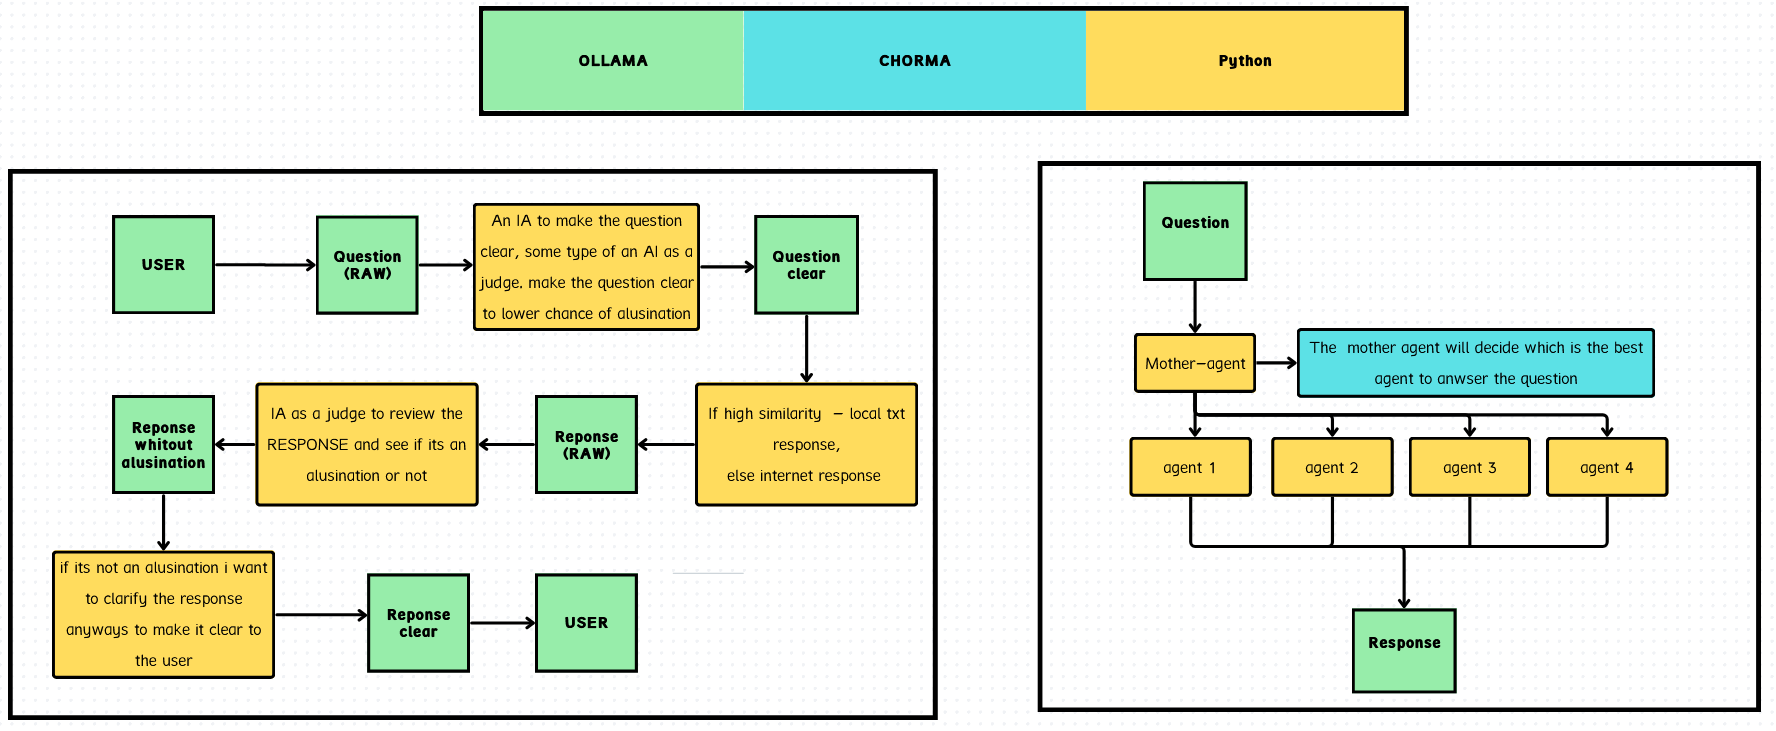 OLLAMA
CHORMA
Python
USER
Question
(RAW)
An IA to make the question
clear, some type of an AI as a
judge. make the question clear
to lower chance of alusination
Question
clear
If high similarity - local txt
response,
else internet response
Reponse
(RAW)
IA as a judge to review the
RESPONSE and see if its an
alusination or not
Reponse
whitout
alusination
if its not an alusination i want
to clarify the response
anyways to make it clear to
the user
Reponse
clear
USER
Question
Mother-agent
The mother agent will decide which is the best
agent to anwser the question
agent 1
agent 2
agent 3
agent 4
Response